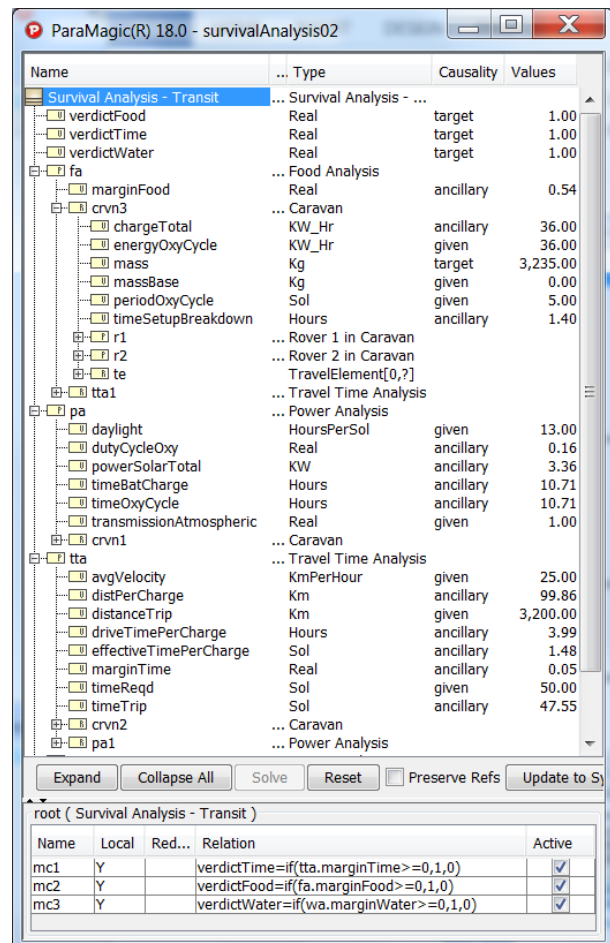 ParaMagic(R) 18.0 - survivalAnalysis02
Name ... Type Causality Values
Survival Analysis - Transit ... Survival Analysis - ...
verdictFood Real target 1.00
verdictTime Real target 1.00
verdictWater Real target 1.00
fa ... Food Analysis
marginFood Real ancillary 0.54
crvn3 ... Caravan
chargeTotal KW_Hr ancillary 36.00
energyOxyCycle KW_Hr given 36.00
mass Kg target 3,235.00
massBase Kg given 0.00
periodOxyCycle Sol given 5.00
timeSetupBreakdown Hours ancillary 1.40
r1 ... Rover 1 in Caravan
r2 ... Rover 2 in Caravan
te TravelElement[0,?]
tta1 ... Travel Time Analysis
pa ... Power Analysis
daylight HoursPerSol given 13.00
dutyCycleOxy Real ancillary 0.16
powerSolarTotal KW ancillary 3.36
timeBatCharge Hours ancillary 10.71
timeOxyCycle Hours ancillary 10.71
transmissionAtmospheric Real given 1.00
crvn1 ... Caravan
tta ... Travel Time Analysis
avgVelocity KmPerHour given 25.00
distPerCharge Km ancillary 99.86
distanceTrip Km given 3,200.00
driveTimePerCharge Hours ancillary 3.99
effectiveTimePerCharge Sol ancillary 1.48
marginTime Real ancillary 0.05
timeReqd Sol given 50.00
timeTrip Sol ancillary 47.55
crvn2 ... Caravan
pa1 ... Power Analysis
Expand Collapse All Solve Reset Preserve Refs Update to Sy
root ( Survival Analysis - Transit )
Name Local Red... Relation Active
mc1 Y verdictTime=if(tta.marginTime>=0,1,0)
mc2 Y verdictFood=if(fa.marginFood>=0,1,0)
mc3 Y verdictWater=if(wa.marginWater>=0,1,0)